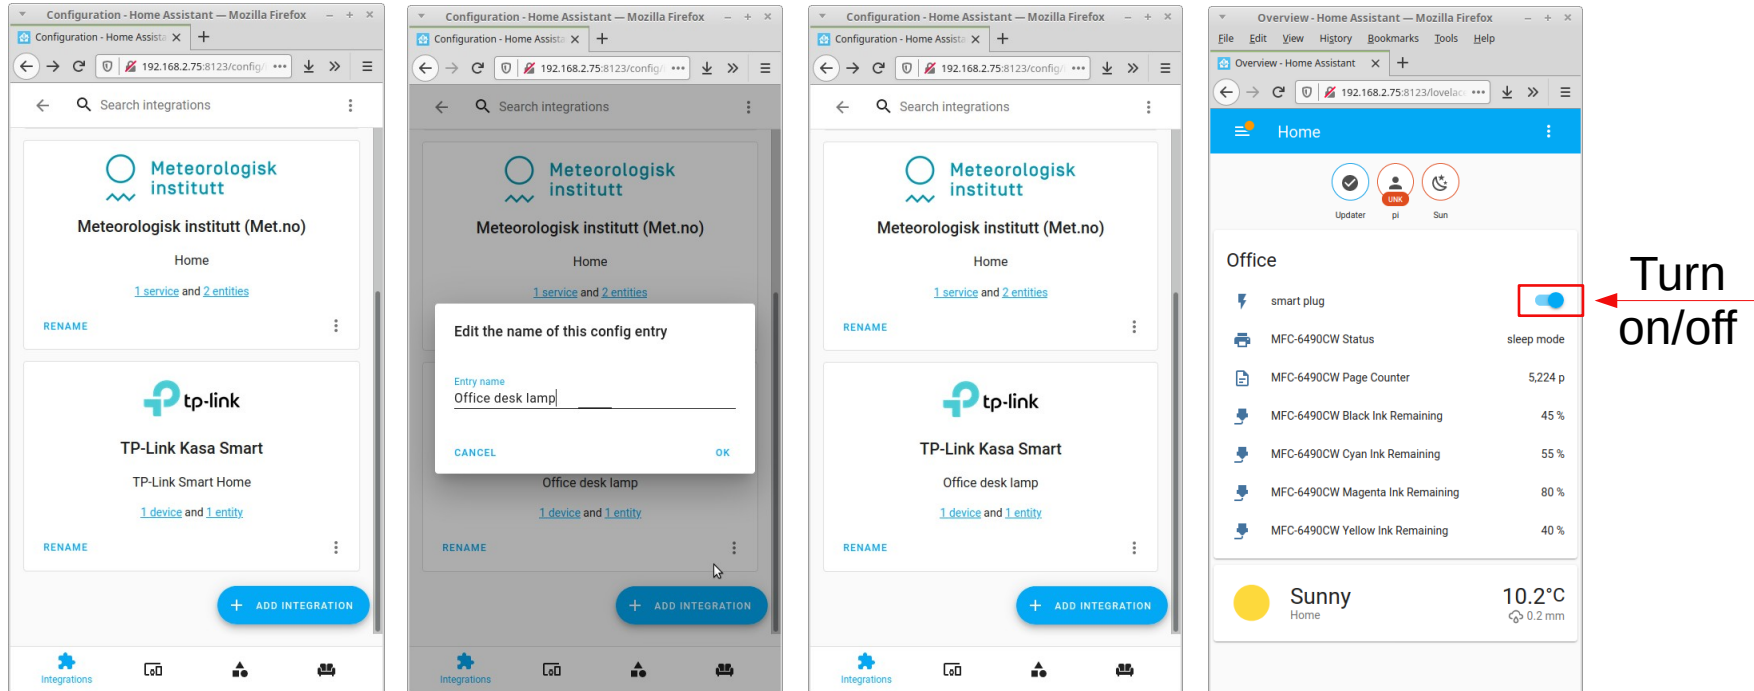 Configuration - Home Assistant — Mozilla Firefox
Configuration - Home Assista
192.168.2.75:8123/config/
Search integrations
Meteorologisk
institutt
Meteorologisk institutt (Met.no)
Home
1 service and 2 entities
RENAME
tp-link
TP-Link Kasa Smart
TP-Link Smart Home
1 device and 1 entity
RENAME
+ ADD INTEGRATION
Integrations
Configuration - Home Assistant — Mozilla Firefox
Configuration - Home Assista
192.168.2.75:8123/config/
Search integrations
Meteorologisk
institutt
Meteorologisk institutt (Met.no)
Home
1 service and 2 entities
Edit the name of this config entry
Entry name
Office desk lamp
CANCEL OK
Office desk lamp
1 device and 1 entity
RENAME
+ ADD INTEGRATION
Integrations
Configuration - Home Assistant — Mozilla Firefox
Configuration - Home Assista
192.168.2.75:8123/config/
Search integrations
Meteorologisk
institutt
Meteorologisk institutt (Met.no)
Home
1 service and 2 entities
RENAME
tp-link
TP-Link Kasa Smart
Office desk lamp
1 device and 1 entity
RENAME
+ ADD INTEGRATION
Integrations
Overview - Home Assistant — Mozilla Firefox
File Edit View History Bookmarks Tools Help
Overview - Home Assistant
192.168.2.75:8123/lovelac
Home
UNK
Updater pi Sun
Office
smart plug
MFC-6490CW Status sleep mode
MFC-6490CW Page Counter 5,224 p
MFC-6490CW Black Ink Remaining 45 %
MFC-6490CW Cyan Ink Remaining 55 %
MFC-6490CW Magenta Ink Remaining 80 %
MFC-6490CW Yellow Ink Remaining 40 %
Sunny 10.2°C
Home 0.2 mm
Turn
on/off